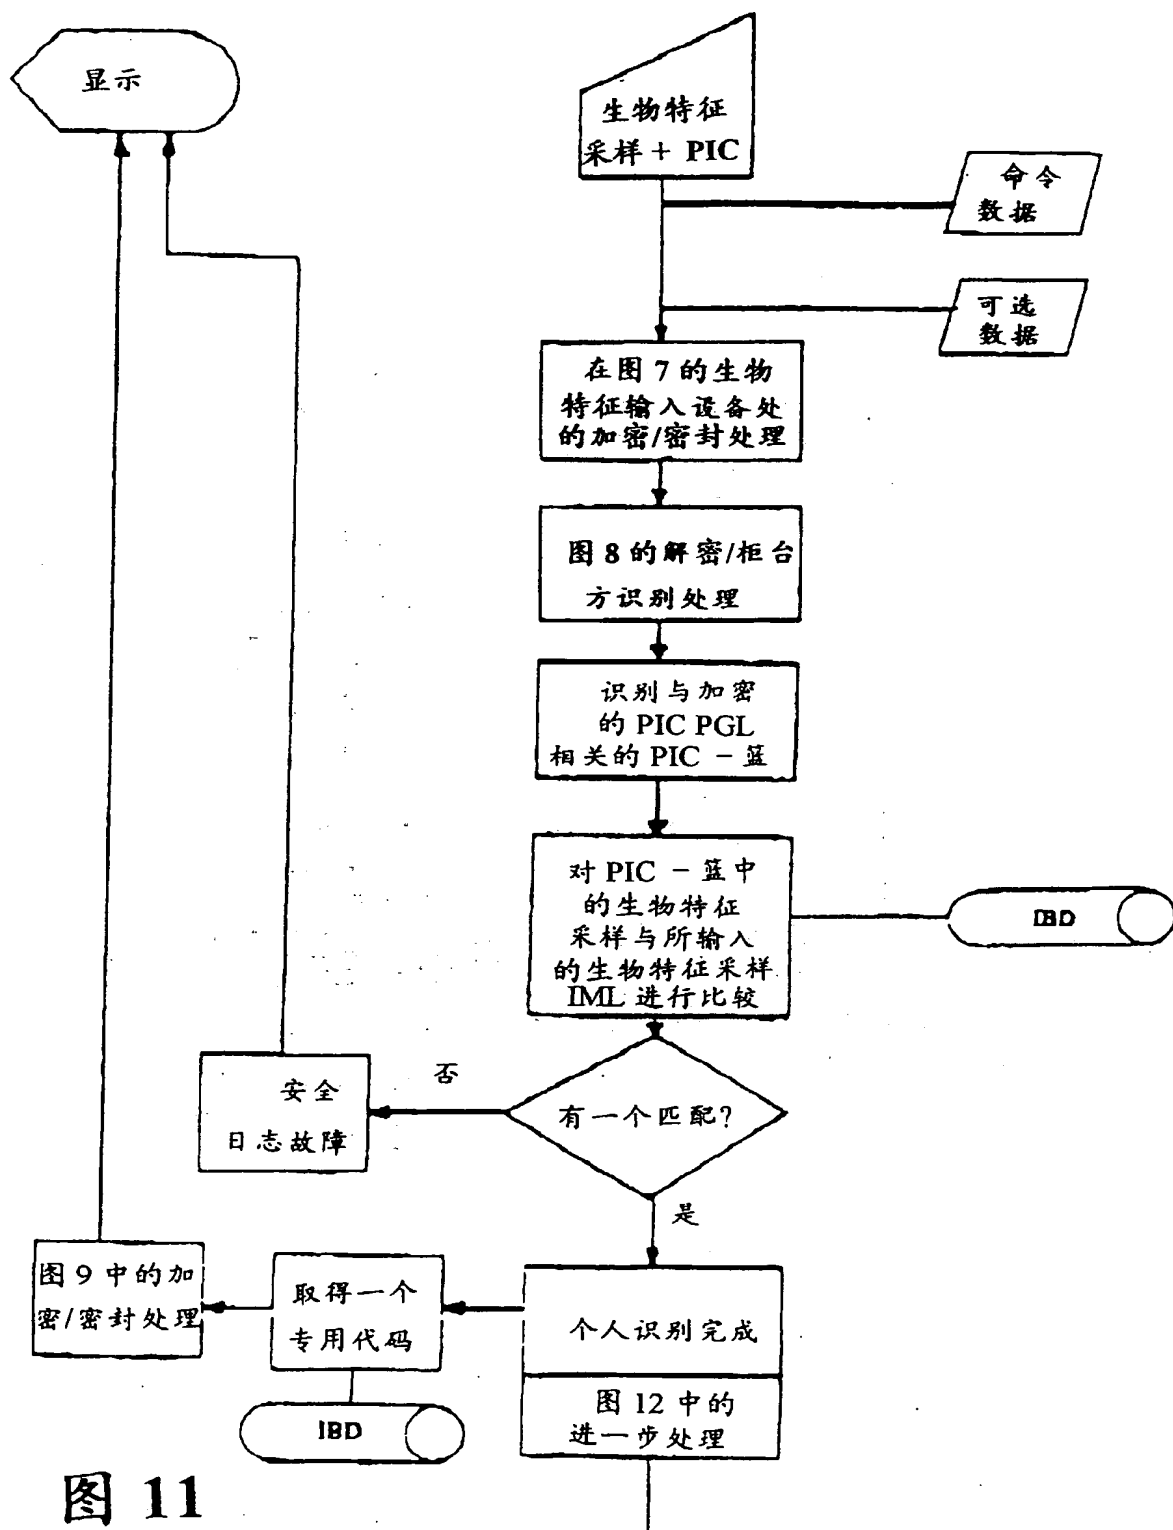 显示
生物特征
采样 + PIC
命令
数据
可选
数据
在图 7 的生物
特征输入设备处
的加密/密封处理
图 8 的解密/柜台
方识别处理
识别与加密
的 PIC PGL
相关的 PIC - 篮
对 PIC - 篮中
的生物特征
采样与所输入
的生物特征采样
IML 进行比较
IBD
有一个匹配?
否
安全
日志故障
是
图 9 中的加
密/密封处理
取得一个
专用代码
IBD
个人识别完成
图 12 中的
进一步处理
图 11